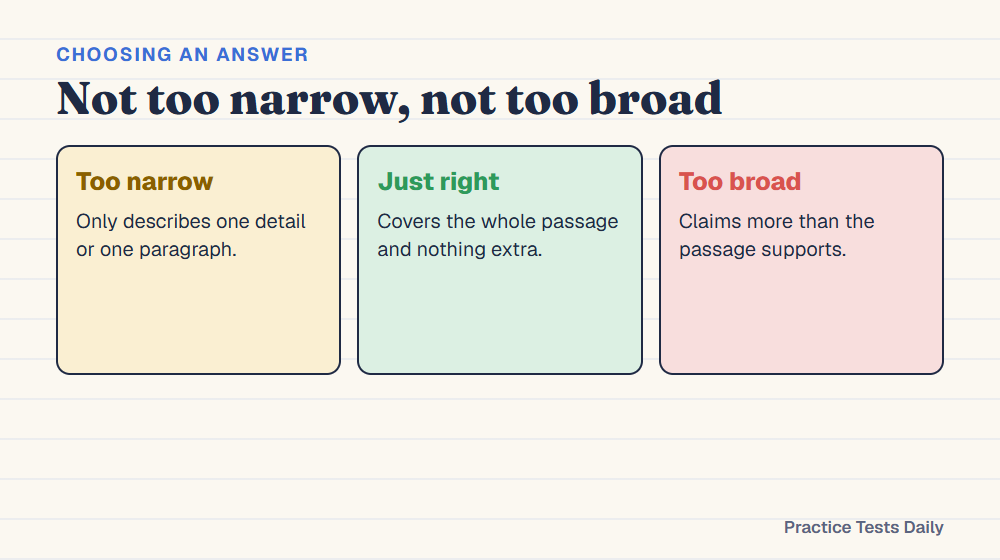 CHOOSING AN ANSWER
Not too narrow, not too broad
Too narrow
Only describes one detail
or one paragraph.
Just right
Covers the whole passage
and nothing extra.
Too broad
Claims more than the
passage supports.
Practice Tests Daily